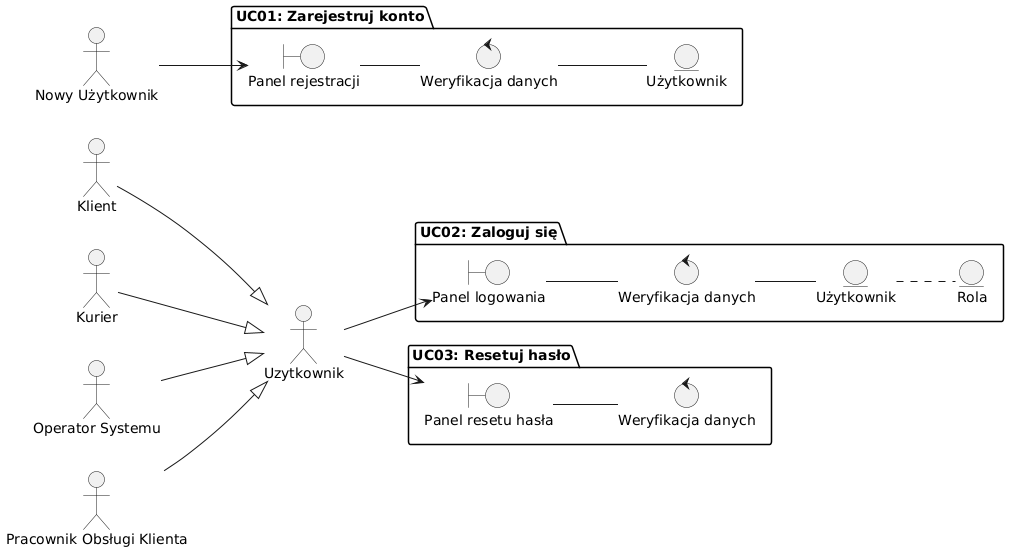 UC01: Zarejestruj konto
Nowy Użytkownik
Panel rejestracji
Weryfikacja danych
Użytkownik
Klient
Kurier
Operator Systemu
Pracownik Obsługi Klienta
Uzytkownik
UC02: Zaloguj się
Panel logowania
Weryfikacja danych
Użytkownik
Rola
UC03: Resetuj hasło
Panel resetu hasła
Weryfikacja danych